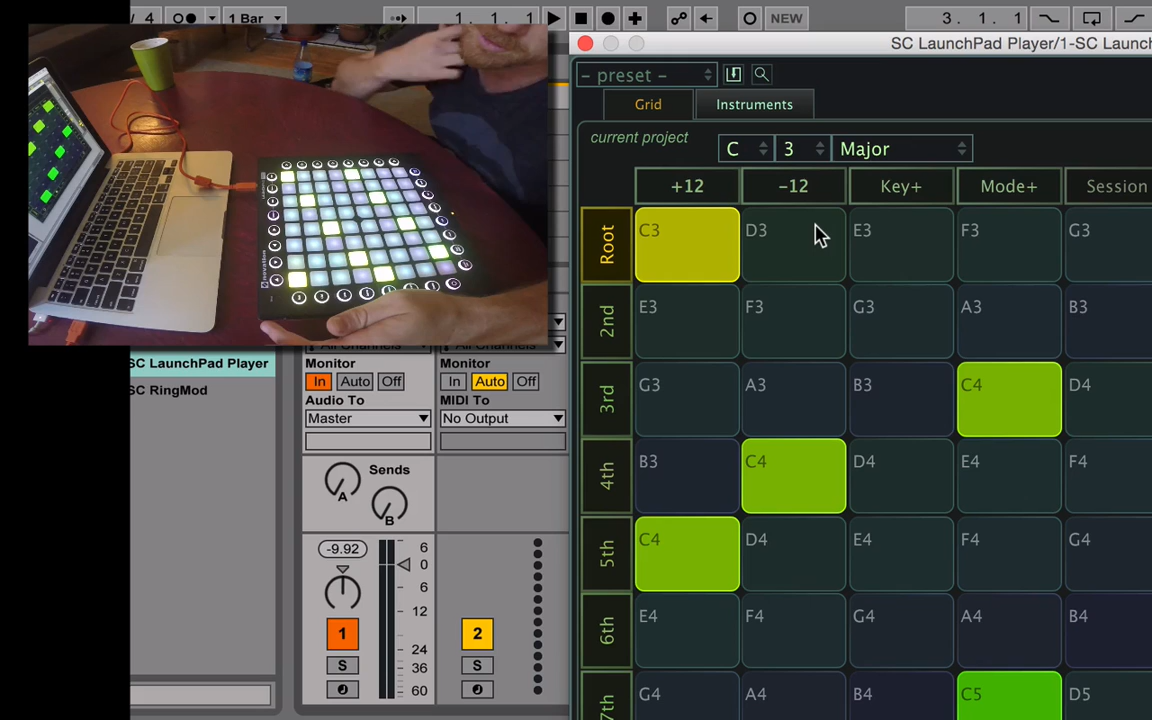 / 4
1 Bar
1. 1. 1
NEW
3. 1. 1
SC LaunchPad Player/1-SC Launch
- preset -
Grid
Instruments
current project
C
3
Major
+12
-12
Key+
Mode+
Session
Root
C3
D3
E3
F3
G3
2nd
E3
F3
G3
A3
B3
3rd
G3
A3
B3
C4
D4
4th
B3
C4
D4
E4
F4
5th
C4
D4
E4
F4
G4
6th
E4
F4
G4
A4
B4
7th
G4
A4
B4
C5
D5
novation
SC LaunchPad Player
SC RingMod
All Channels
All Channels
Monitor
Monitor
In
Auto
Off
In
Auto
Off
Audio To
MIDI To
Master
No Output
Sends
A
B
-9.92
6
0
6
12
24
36
60
1
2
S
S